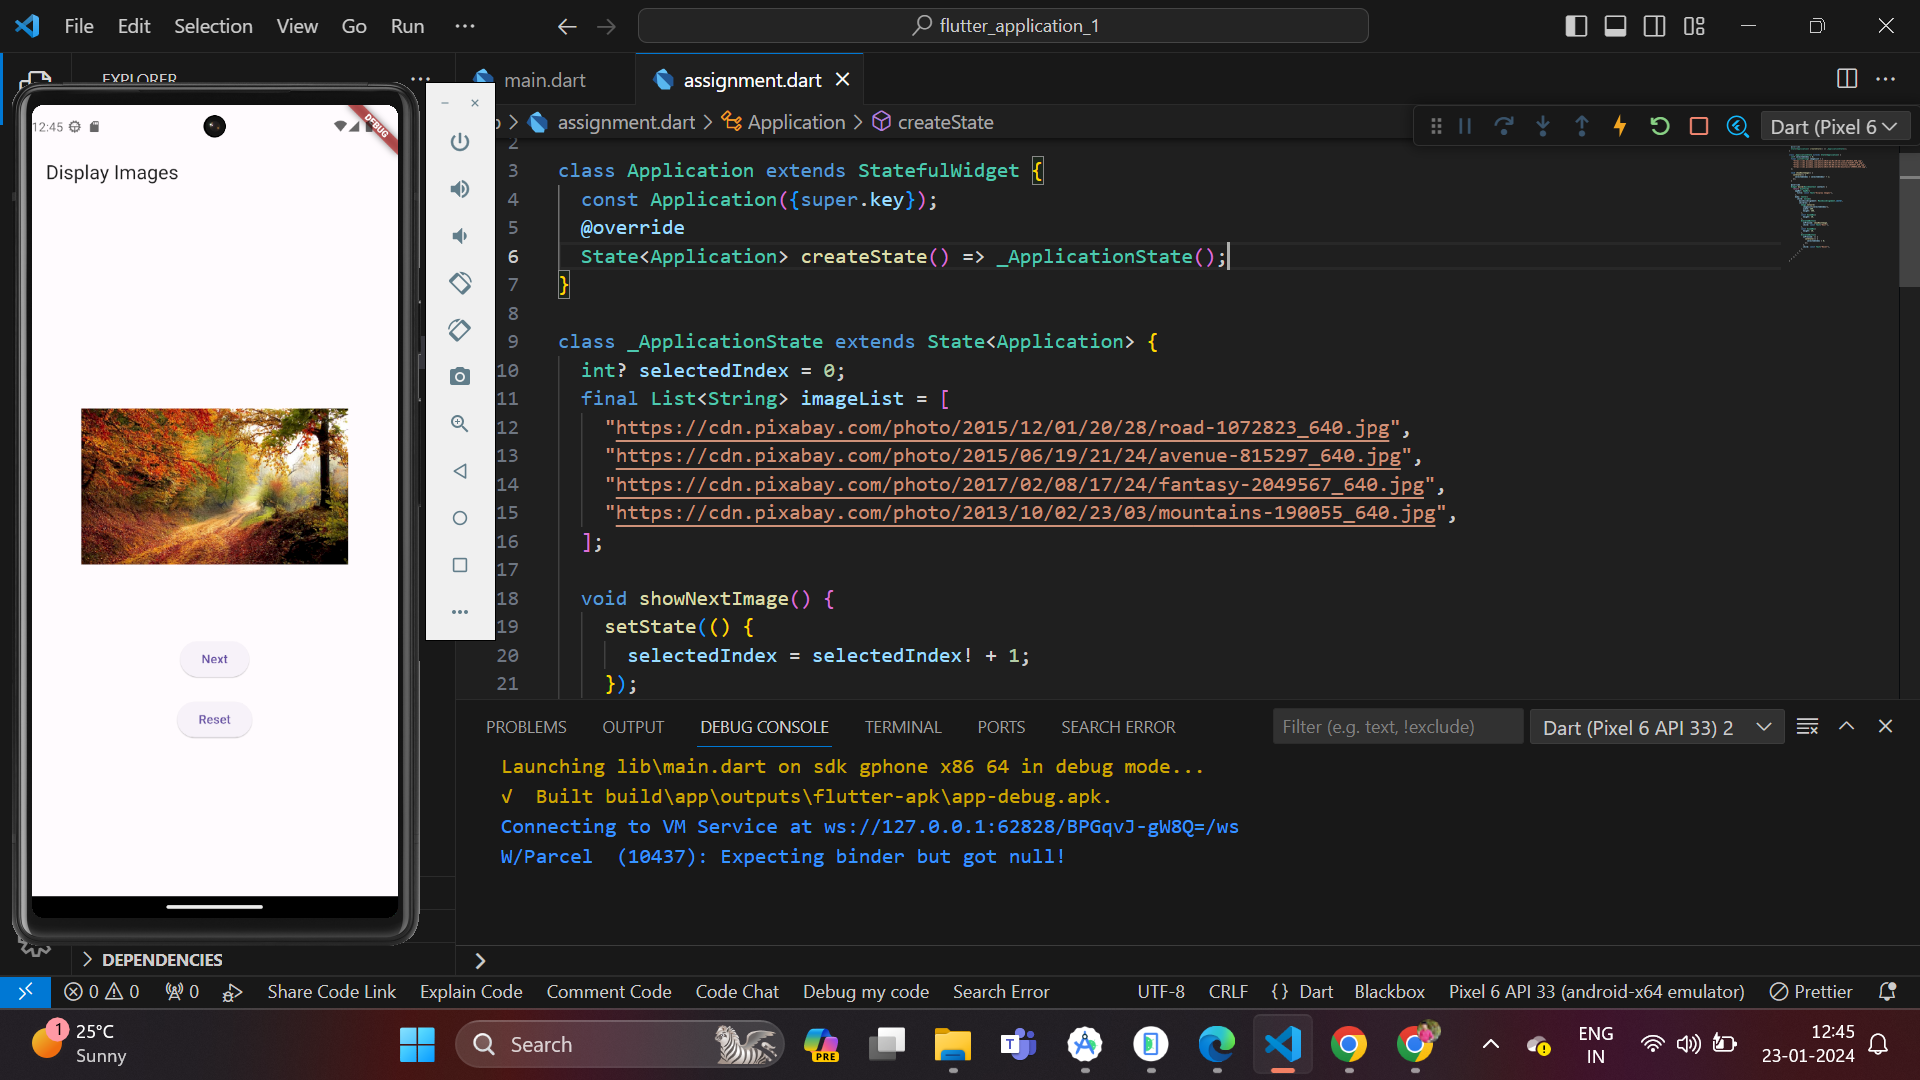 File Edit Selection View Go Run ...
flutter_application_1
EXPLORER
main.dart
assignment.dart
assignment.dart > Application > createState
Dart (Pixel 6
2
3 class Application extends StatefulWidget {
4 const Application({super.key});
5 @override
6 State<Application> createState() => _ApplicationState();
7 }
8
9 class _ApplicationState extends State<Application> {
10 int? selectedIndex = 0;
11 final List<String> imageList = [
12 "https://cdn.pixabay.com/photo/2015/12/01/20/28/road-1072823_640.jpg",
13 "https://cdn.pixabay.com/photo/2015/06/19/21/24/avenue-815297_640.jpg",
14 "https://cdn.pixabay.com/photo/2017/02/08/17/24/fantasy-2049567_640.jpg",
15 "https://cdn.pixabay.com/photo/2013/10/02/23/03/mountains-190055_640.jpg",
16 ];
17
18 void showNextImage() {
19 setState(() {
20 selectedIndex = selectedIndex! + 1;
21 });
12:45
DEBUG
Display Images
Next
Reset
PROBLEMS OUTPUT DEBUG CONSOLE TERMINAL PORTS SEARCH ERROR
Filter (e.g. text, !exclude)
Dart (Pixel 6 API 33) 2
Launching lib\main.dart on sdk gphone x86 64 in debug mode...
√ Built build\app\outputs\flutter-apk\app-debug.apk.
Connecting to VM Service at ws://127.0.0.1:62828/BPGqvJ-gW8Q=/ws
W/Parcel (10437): Expecting binder but got null!
DEPENDENCIES
0 0 0 Share Code Link Explain Code Comment Code Code Chat Debug my code Search Error UTF-8 CRLF {} Dart Blackbox Pixel 6 API 33 (android-x64 emulator) Prettier
1
25°C
Sunny
Search
PRE
ENG
IN
12:45
23-01-2024